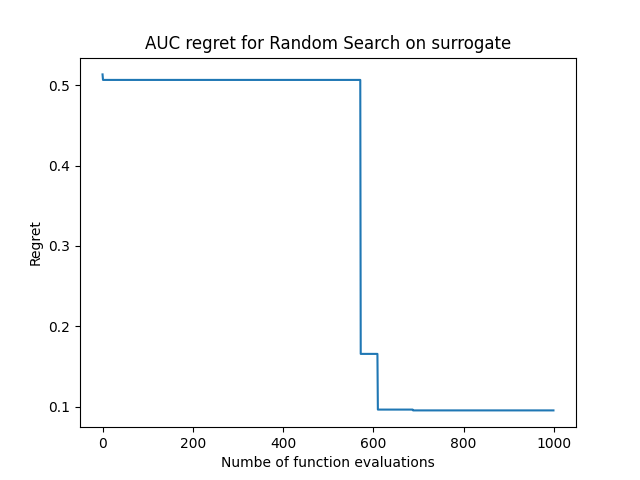 AUC regret for Random Search on surrogate
0.5
0.4
0.3
0.2
0.1
Regret
0 200 400 600 800 1000
Numbe of function evaluations